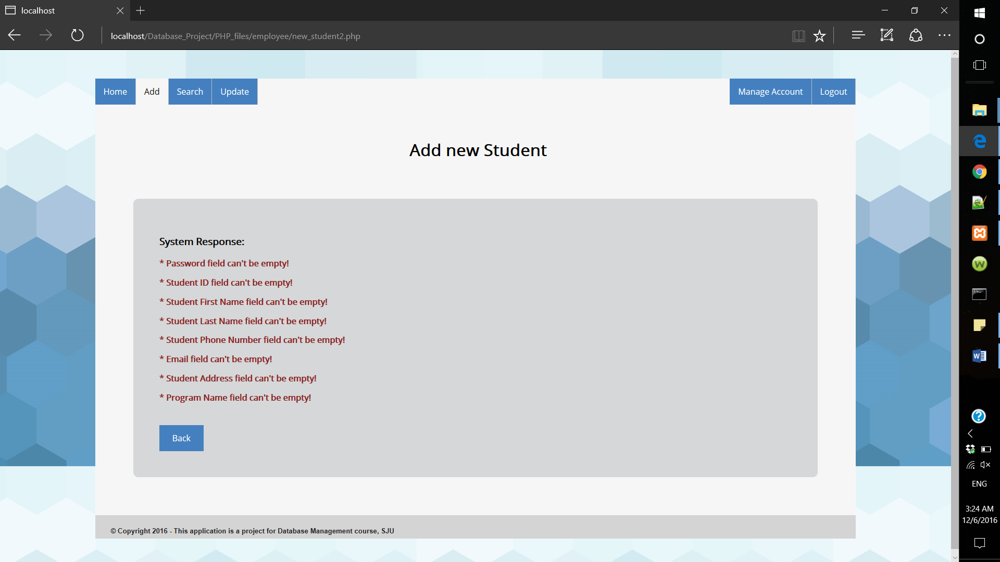 localhost
localhost/Database_Project/PHP_files/employee/new_student2.php
Home Add Search Update Manage Account Logout
Add new Student
System Response:
* Password field can't be empty!
* Student ID field can't be empty!
* Student First Name field can't be empty!
* Student Last Name field can't be empty!
* Student Phone Number field can't be empty!
* Email field can't be empty!
* Student Address field can't be empty!
* Program Name field can't be empty!
Back
© Copyright 2016 - This application is a project for Database Management course, SJU
ENG
3:24 AM
12/6/2016